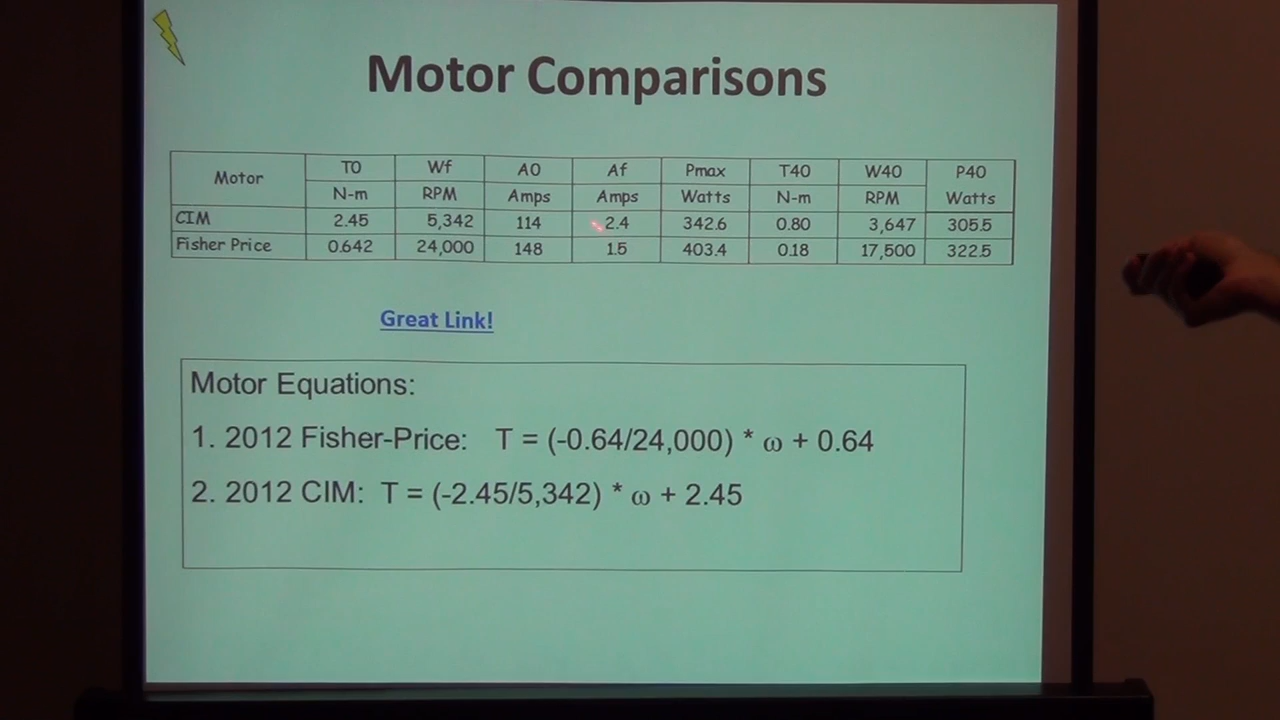 Motor Comparisons
Motor T0 Wf A0 Af Pmax T40 W40 P40
N-m RPM Amps Amps Watts N-m RPM Watts
CIM 2.45 5,342 114 2.4 342.6 0.80 3,647 305.5
Fisher Price 0.642 24,000 148 1.5 403.4 0.18 17,500 322.5
Great Link!
Motor Equations:
1. 2012 Fisher-Price: T = (-0.64/24,000) * ω + 0.64
2. 2012 CIM: T = (-2.45/5,342) * ω + 2.45